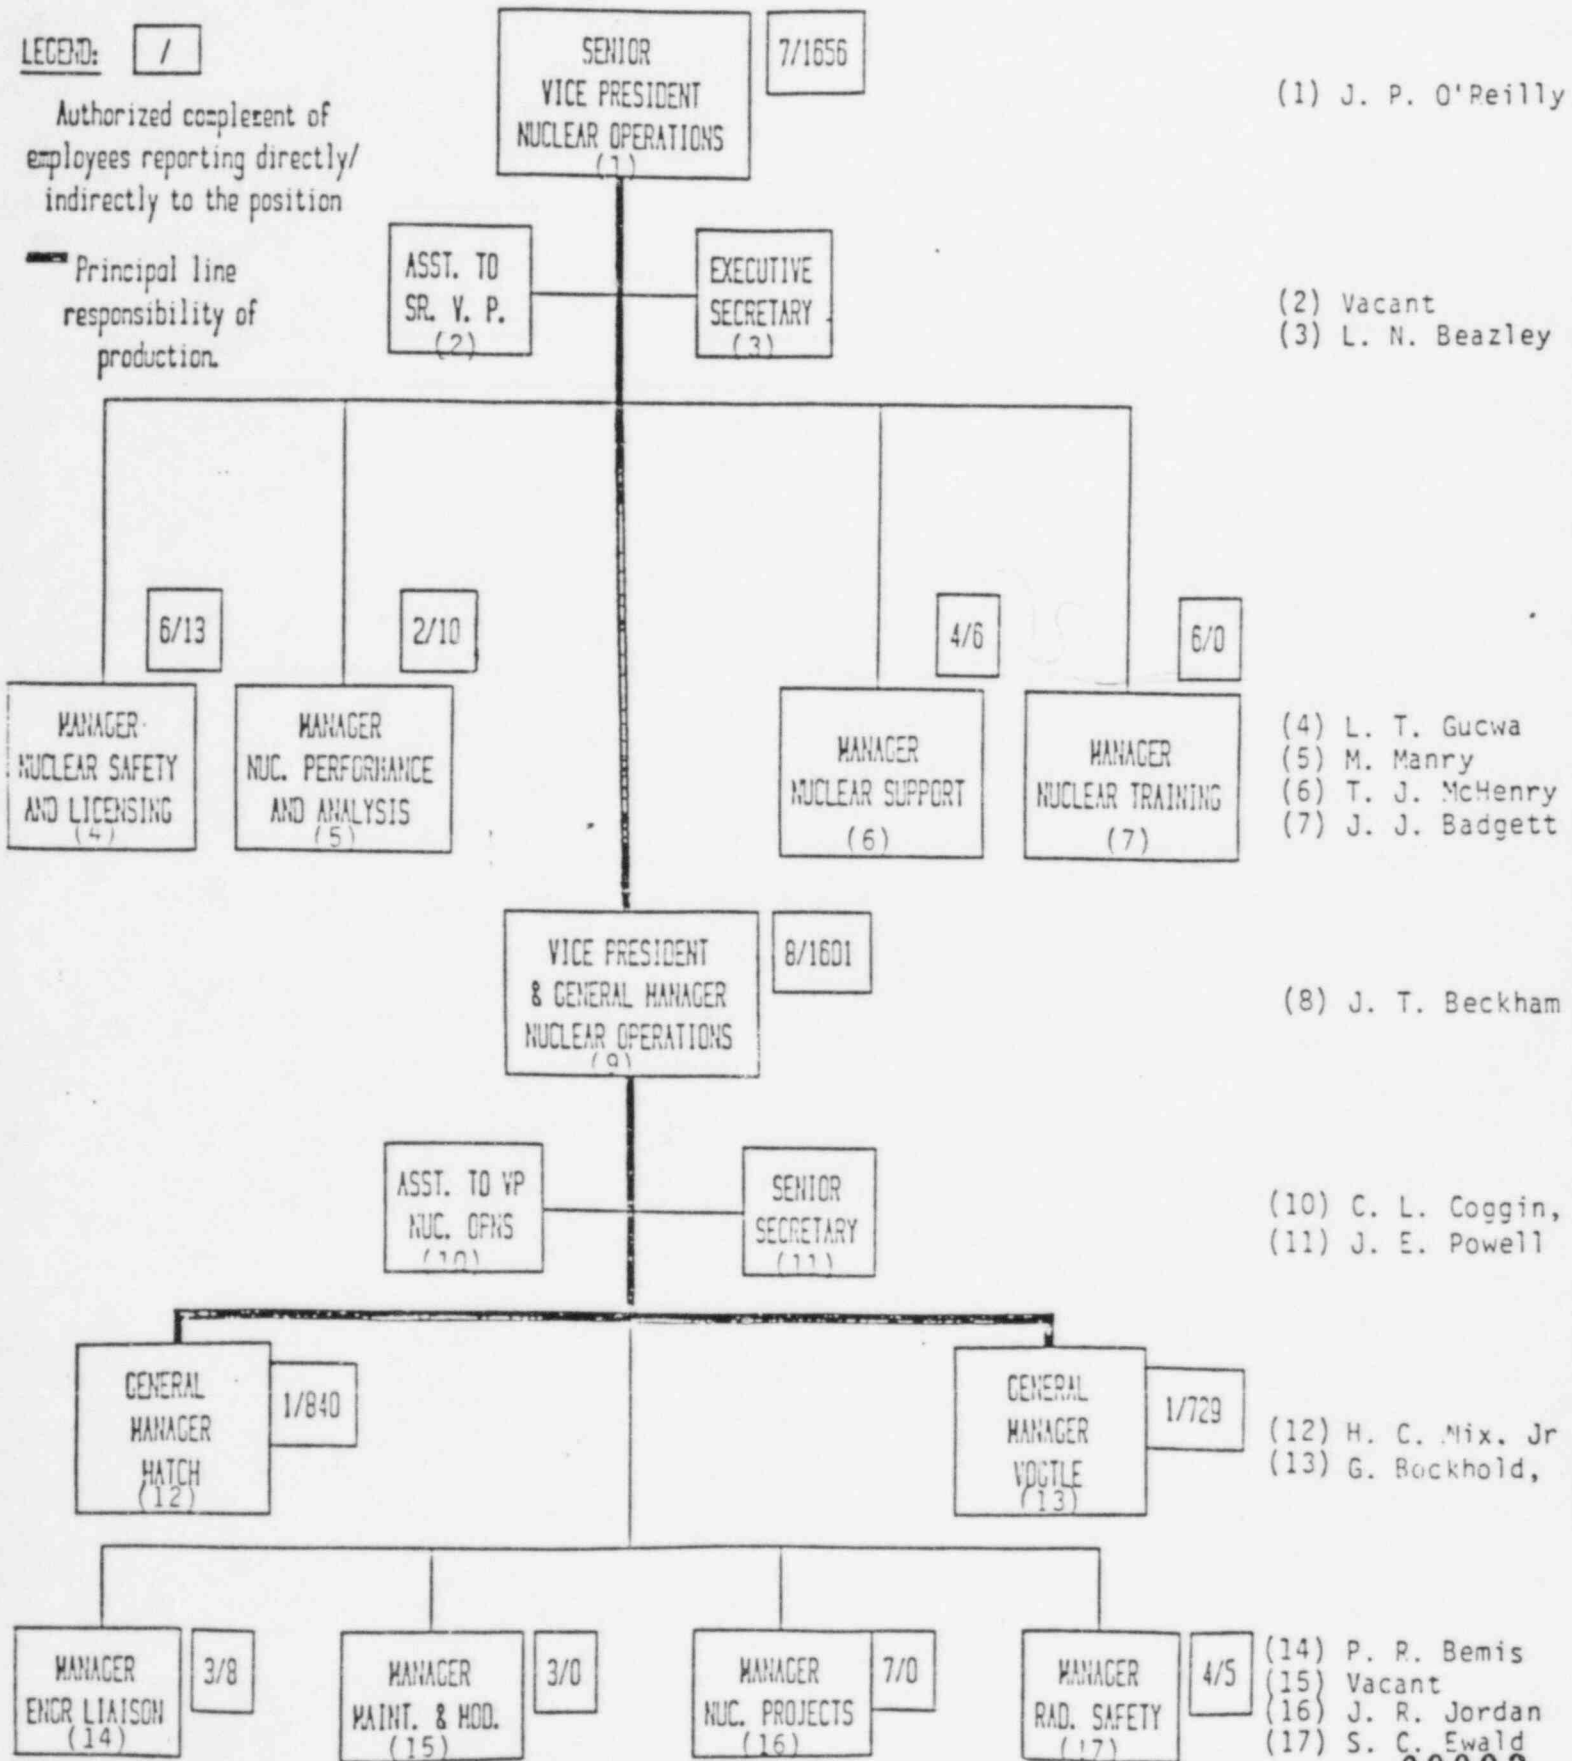 LEGEND: /
Authorized complement of
employees reporting directly/
indirectly to the position
Principal line
responsibility of
production.
SENIOR
VICE PRESIDENT
NUCLEAR OPERATIONS
(1)
7/1656
(1) J. P. O'Reilly
ASST. TO
SR. V. P.
(2)
EXECUTIVE
SECRETARY
(3)
(2) Vacant
(3) L. N. Beazley
6/13
2/10
4/6
6/0
MANAGER
NUCLEAR SAFETY
AND LICENSING
(4)
MANAGER
NUC. PERFORMANCE
AND ANALYSIS
(5)
MANAGER
NUCLEAR SUPPORT
(6)
MANAGER
NUCLEAR TRAINING
(7)
(4) L. T. Gucwa
(5) M. Manry
(6) T. J. McHenry
(7) J. J. Badgett
VICE PRESIDENT
& GENERAL MANAGER
NUCLEAR OPERATIONS
(9)
8/1601
(8) J. T. Beckham
ASST. TO VP
NUC. OPNS
(10)
SENIOR
SECRETARY
(11)
(10) C. L. Coggin,
(11) J. E. Powell
GENERAL
MANAGER
HATCH
(12)
1/840
GENERAL
MANAGER
VOGTLE
(13)
1/729
(12) H. C. Nix. Jr
(13) G. Bockhold,
MANAGER
ENGR LIAISON
(14)
3/8
MANAGER
MAINT. & MOD.
(15)
3/0
MANAGER
NUC. PROJECTS
(16)
7/0
MANAGER
RAD. SAFETY
(17)
4/5
(14) P. R. Bemis
(15) Vacant
(16) J. R. Jordan
(17) S. C. Ewald